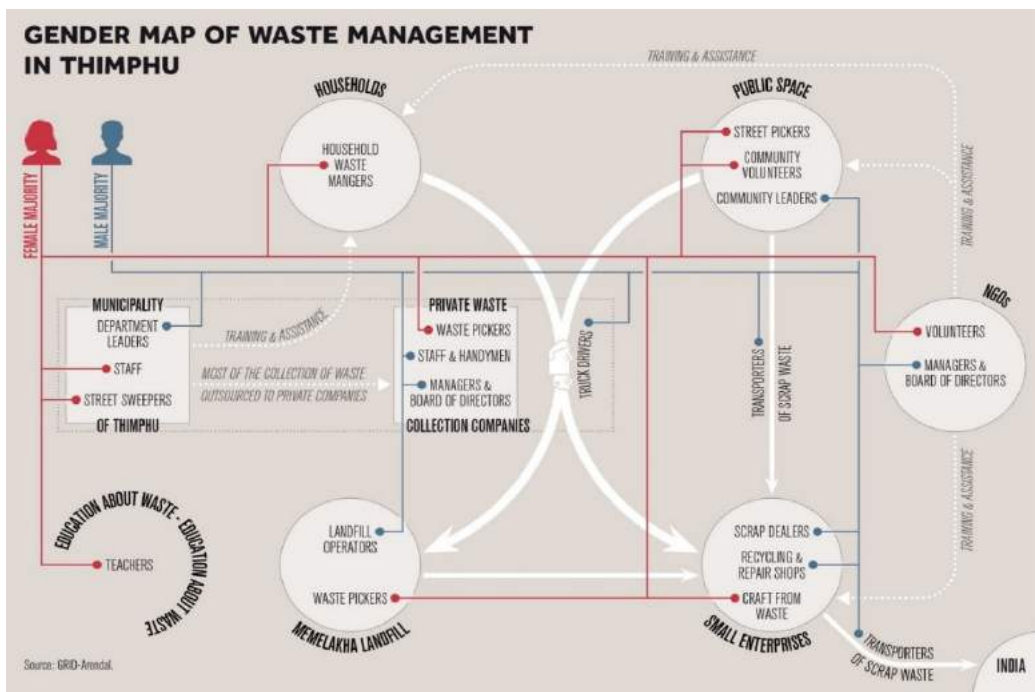 GENDER MAP OF WASTE MANAGEMENT
IN THIMPHU
TRAINING & ASSISTANCE
HOUSEHOLDS
PUBLIC SPACE
FEMALE MAJORITY
MALE MAJORITY
HOUSEHOLD
WASTE
MANGERS
STREET PICKERS
COMMUNITY
VOLUNTEERS
COMMUNITY LEADERS
TRAINING & ASSISTANCE
NGOs
VOLUNTEERS
MANAGERS &
BOARD OF DIRECTORS
MUNICIPALITY
DEPARTMENT
LEADERS
STAFF
STREET SWEEPERS
OF THIMPHU
TRAINING & ASSISTANCE
MOST OF THE COLLECTION OF WASTE
OUTSOURCED TO PRIVATE COMPANIES
PRIVATE WASTE
WASTE PICKERS
STAFF & HANDYMEN
MANAGERS &
BOARD OF DIRECTORS
COLLECTION COMPANIES
TRUCK DRIVERS
TRANSPORTERS
OF SCRAP WASTE
TRAINING & ASSISTANCE
EDUCATION ABOUT WASTE - EDUCATION ABOUT WASTE
TEACHERS
LANDFILL
OPERATORS
WASTE PICKERS
MEMELAKHA LANDFILL
SCRAP DEALERS
RECYCLING &
REPAIR SHOPS
CRAFT FROM
WASTE
SMALL ENTERPRISES
TRANSPORTERS
OF SCRAP WASTE
INDIA
Source: GRID-Arendal.